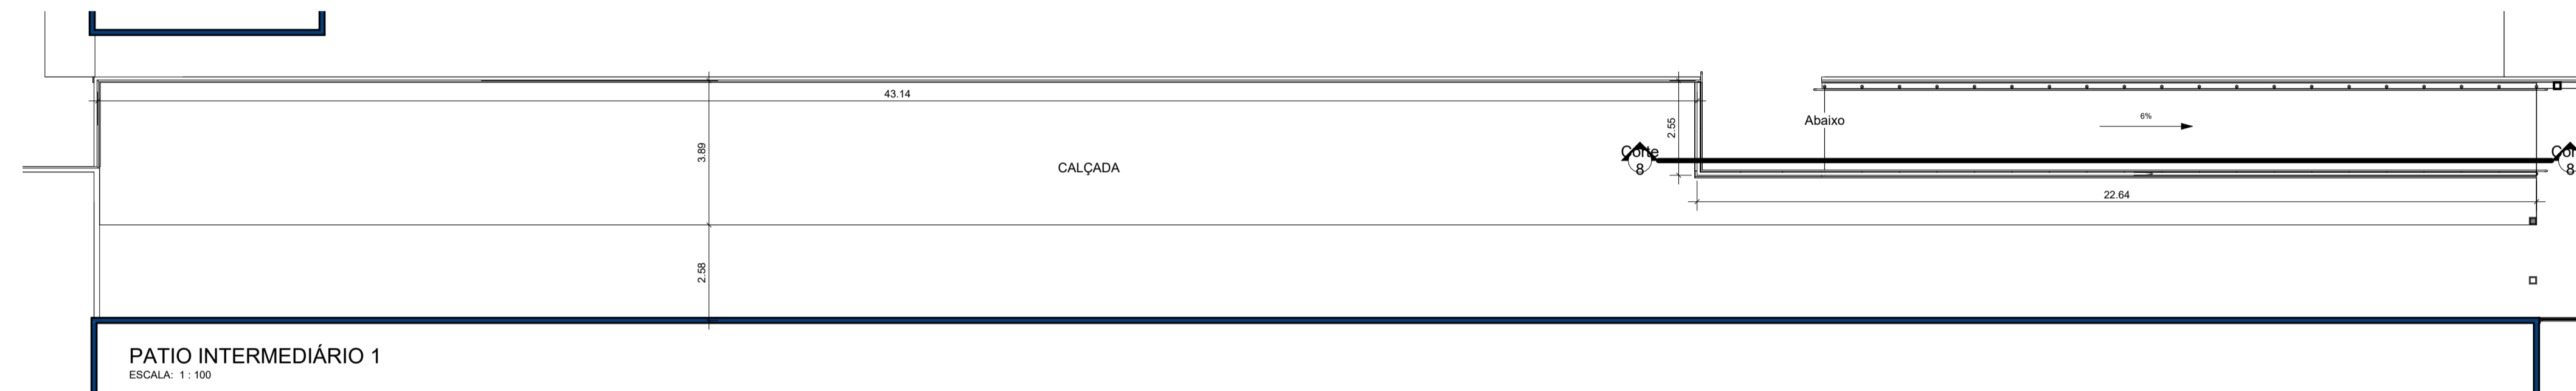 43.14
3.89
2.55
Abaixo
6%
CALÇADA
Corte
8
8
22.64
2.58
PATIO INTERMEDIÁRIO 1
ESCALA: 1 : 100